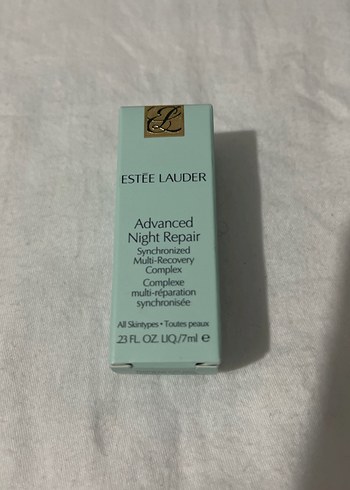 EL
ESTĒE LAUDER
Advanced
Night Repair
Synchronized
Multi-Recovery
Complex
Complexe
multi-réparation
synchronisée
All Skintypes • Toutes peaux
.23 FL. OZ. LIQ./7ml ℮